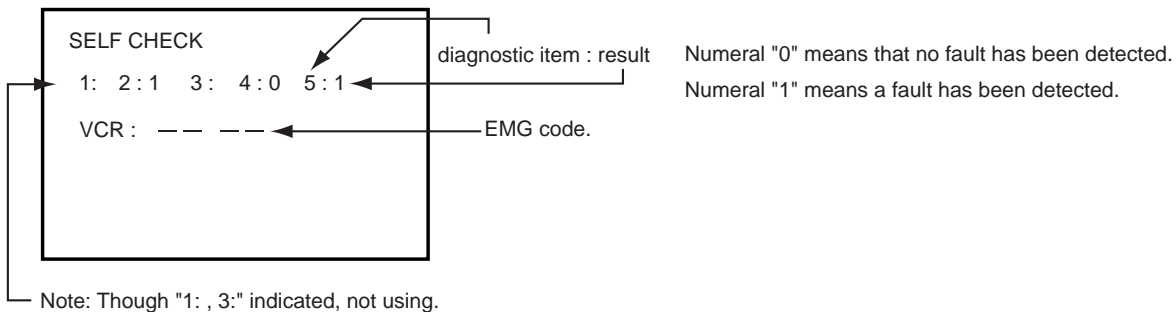 SELF CHECK
1: 2 : 1 3 : 4 : 0 5 : 1
VCR : — — — —
diagnostic item : result
EMG code.
Numeral "0" means that no fault has been detected.
Numeral "1" means a fault has been detected.
Note: Though "1: , 3:" indicated, not using.